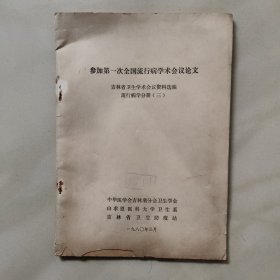 参加第一次全国流行病学术会议论文
吉林省卫生学术会议资料选编
流行病学分册（三）
中华医学会吉林省分会卫生学会
白求恩医科大学卫生系
吉林省卫生防疫站
一九八〇年三月